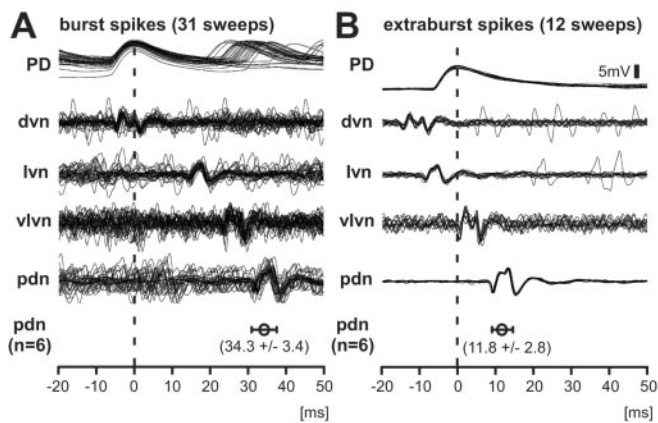 A burst spikes (31 sweeps)
PD
dvn
lvn
vlvn
pdn
pdn
(n=6)
(34.3 +/- 3.4)
-20 -10 0 10 20 30 40 50
[ms]
B extraburst spikes (12 sweeps)
PD
5mV
dvn
lvn
vlvn
pdn
pdn
(n=6)
(11.8 +/- 2.8)
-20 -10 0 10 20 30 40 50
[ms]